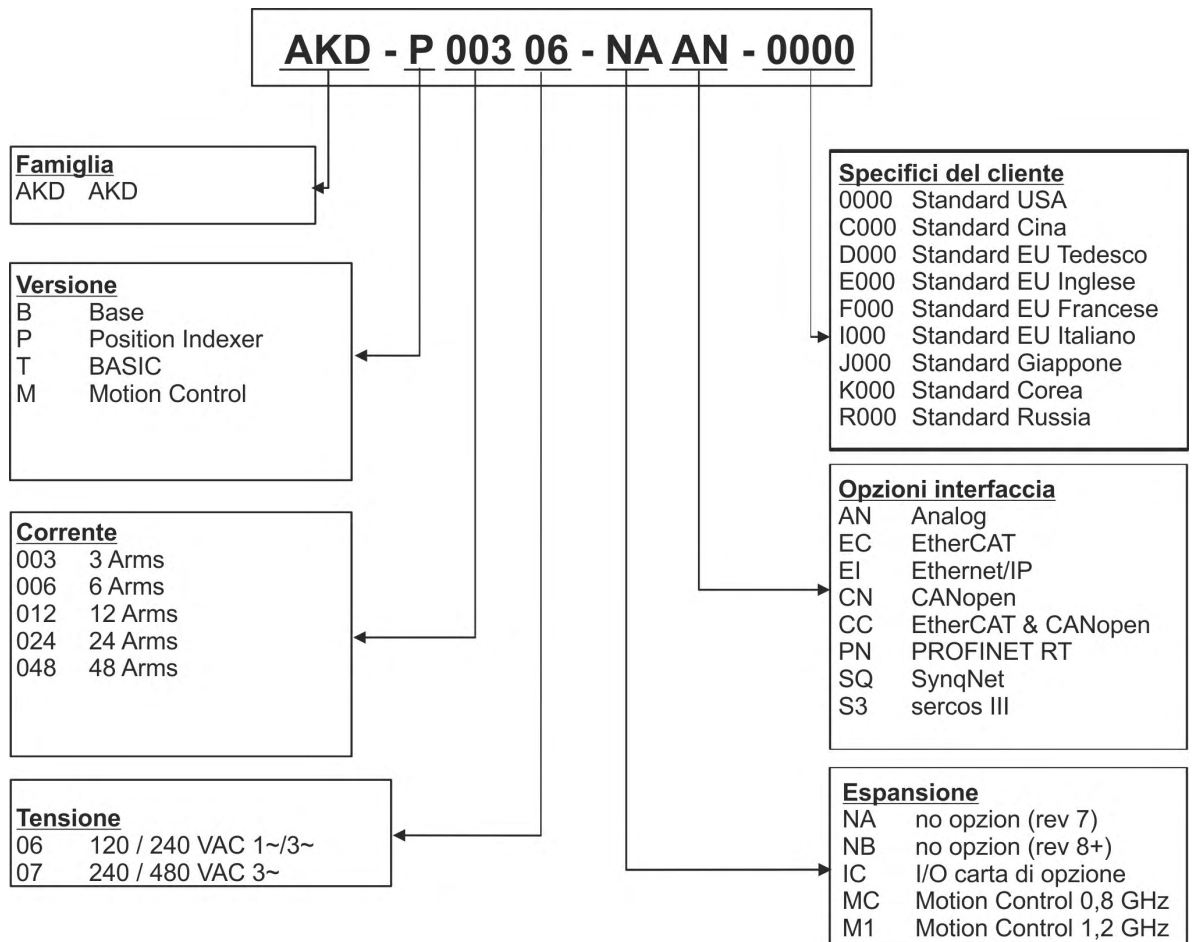 AKD - P 003 06 - NA AN - 0000
Famiglia
AKD AKD
Versione
B Base
P Position Indexer
T BASIC
M Motion Control
Corrente
003 3 Arms
006 6 Arms
012 12 Arms
024 24 Arms
048 48 Arms
Tensione
06 120 / 240 VAC 1~/3~
07 240 / 480 VAC 3~
Specifici del cliente
0000 Standard USA
C000 Standard Cina
D000 Standard EU Tedesco
E000 Standard EU Inglese
F000 Standard EU Francese
I000 Standard EU Italiano
J000 Standard Giappone
K000 Standard Corea
R000 Standard Russia
Opzioni interfaccia
AN Analog
EC EtherCAT
EI Ethernet/IP
CN CANopen
CC EtherCAT & CANopen
PN PROFINET RT
SQ SynqNet
S3 sercos III
Espansione
NA no opzion (rev 7)
NB no opzion (rev 8+)
IC I/O carta di opzione
MC Motion Control 0,8 GHz
M1 Motion Control 1,2 GHz